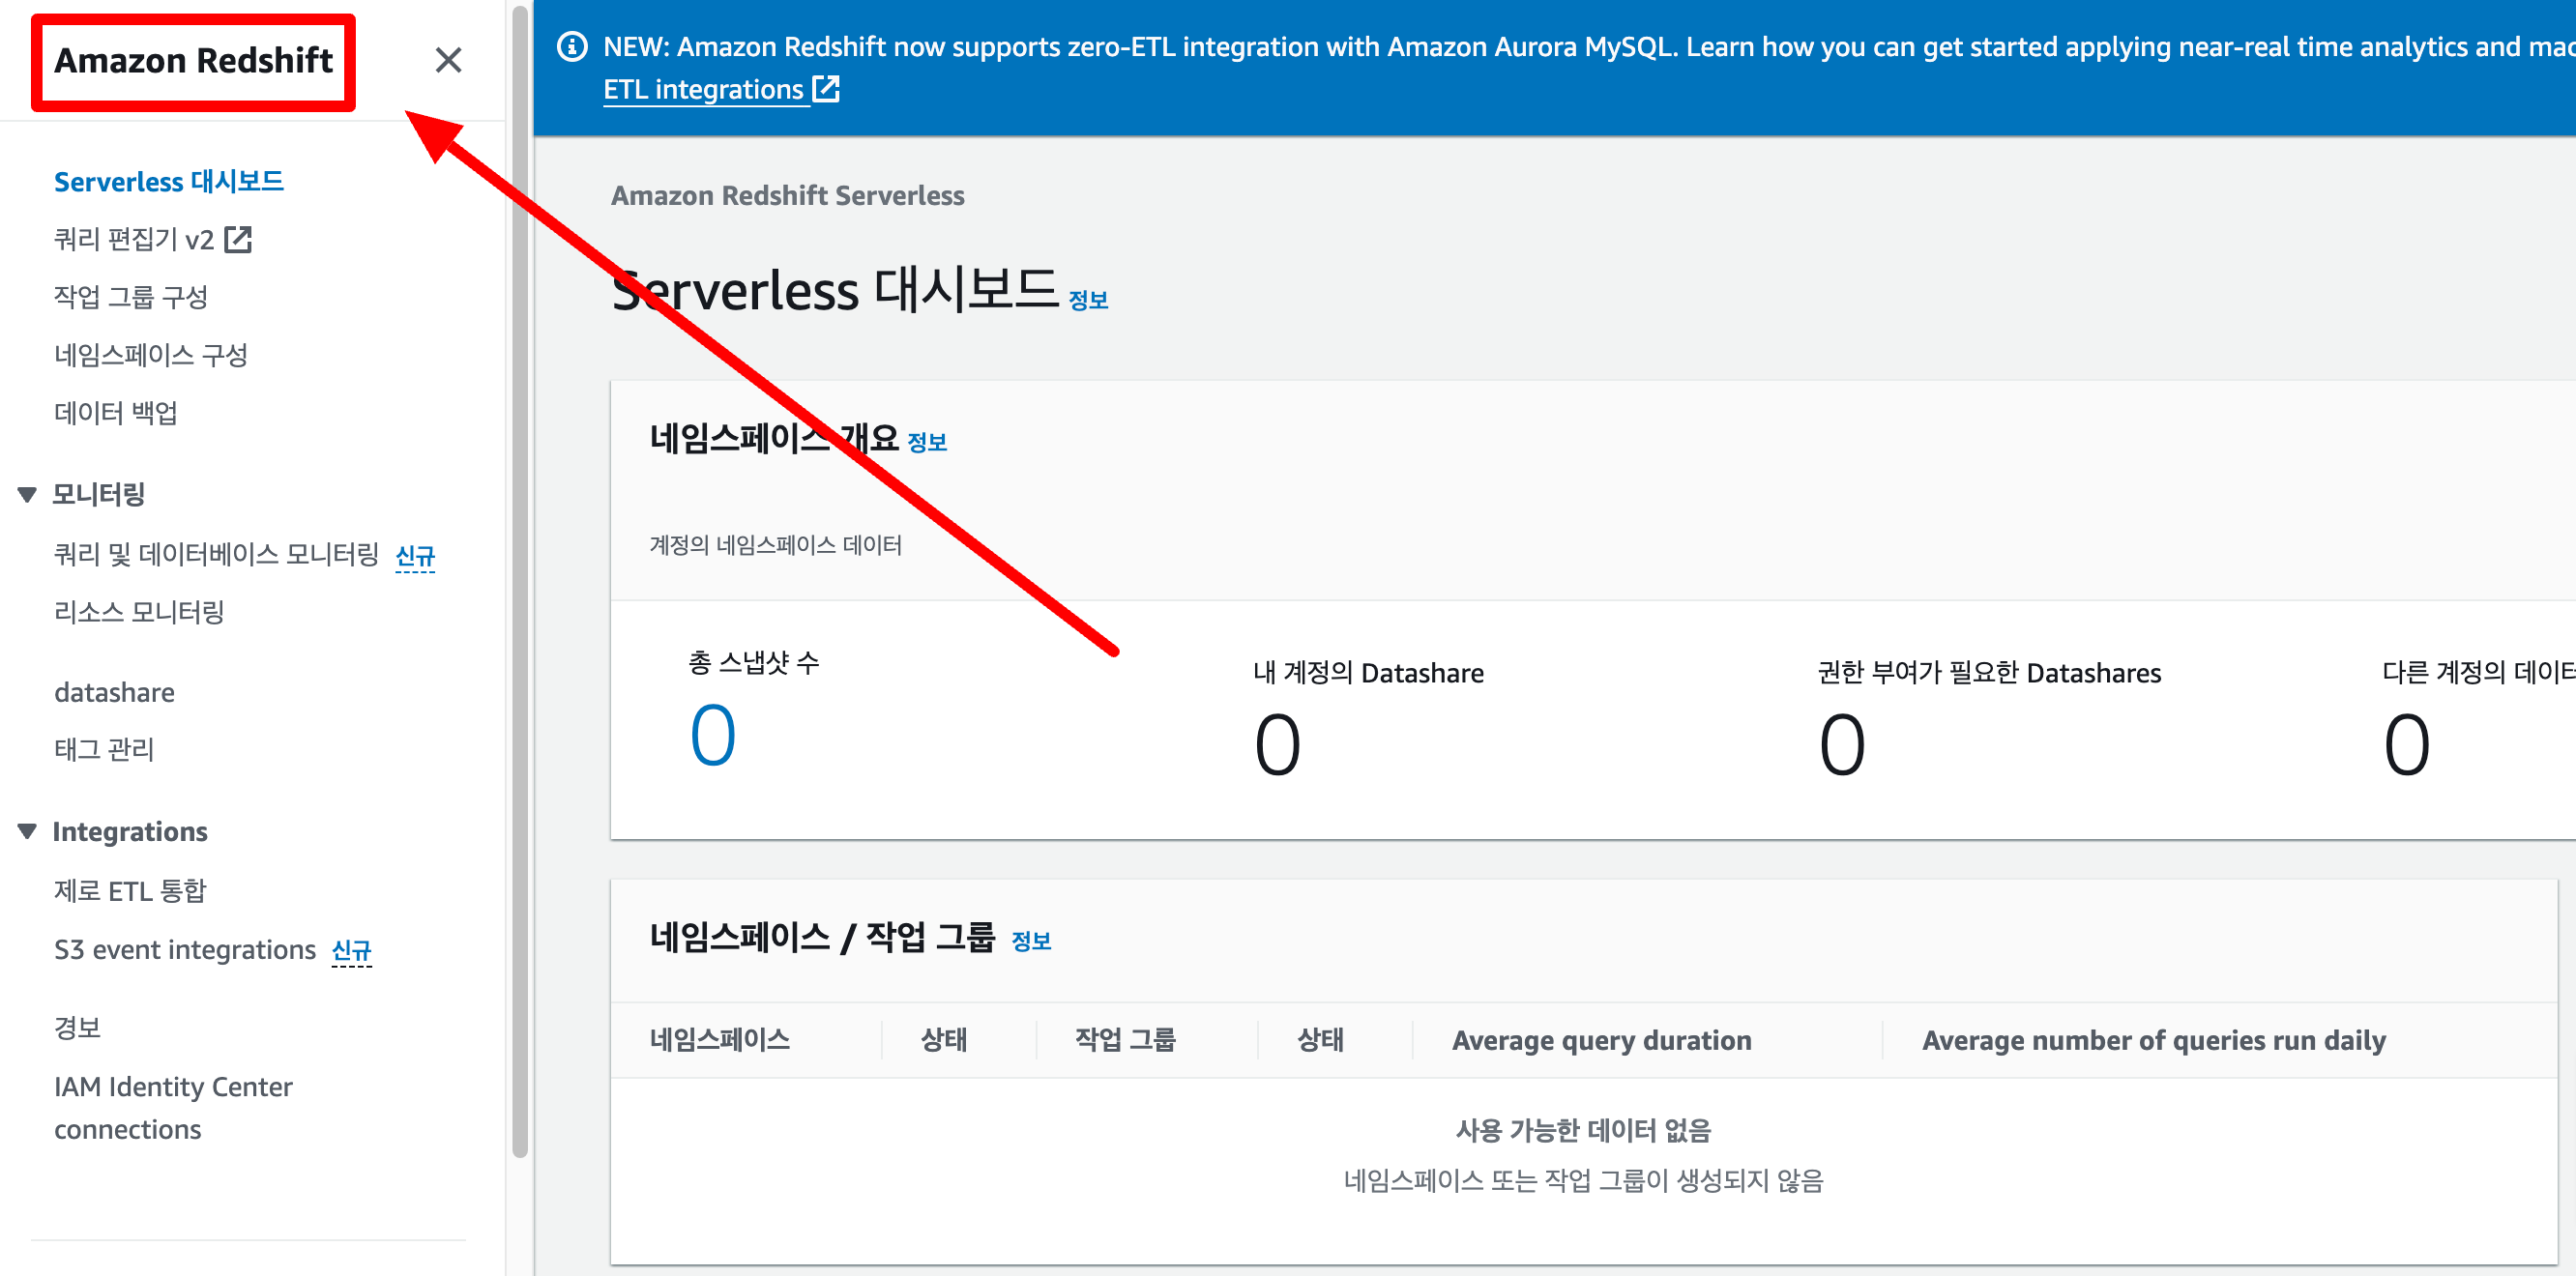 Amazon Redshift
Serverless 대시보드
쿼리 편집기 v2
작업 그룹 구성
네임스페이스 구성
데이터 백업
모니터링
쿼리 및 데이터베이스 모니터링 신규
리소스 모니터링
datashare
태그 관리
Integrations
제로 ETL 통합
S3 event integrations 신규
경보
IAM Identity Center
connections
NEW: Amazon Redshift now supports zero-ETL integration with Amazon Aurora MySQL. Learn how you can get started applying near-real time analytics and
ETL integrations
Amazon Redshift Serverless
Serverless 대시보드 정보
네임스페이스 개요 정보
계정의 네임스페이스 데이터
총 스냅샷 수
0
내 계정의 Datashare
0
권한 부여가 필요한 Datashares
0
다른 계정의
0
네임스페이스 / 작업 그룹 정보
네임스페이스 상태 작업 그룹 상태 Average query duration Average number of queries run daily
사용 가능한 데이터 없음
네임스페이스 또는 작업 그룹이 생성되지 않음